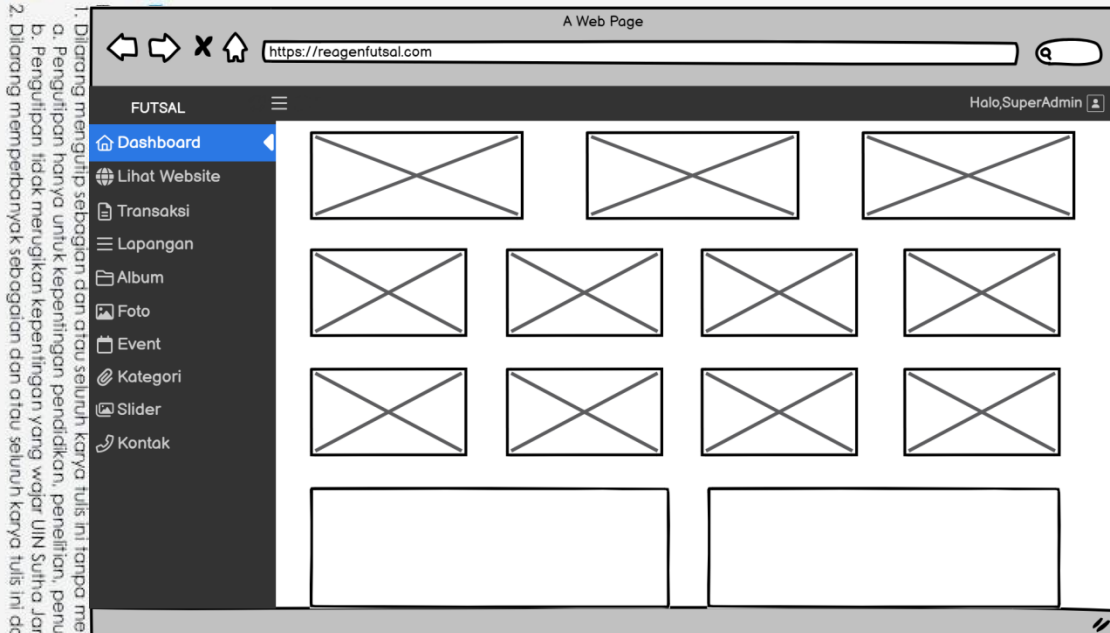 A Web Page
https://reagenfutsal.com
FUTSAL
Halo,SuperAdmin
Dashboard
Lihat Website
Transaksi
Lapangan
Album
Foto
Event
Kategori
Slider
Kontak
1. Dilarang mengutip sebagian dan atau seluruh karya tulis ini tanpa me
a. Pengutipan hanya untuk kepentingan pendidikan, penelitian, penu
b. Pengutipan tidak merugikan kepentingan yang wajar UIN Sutha Jar
2. Dilarang memperbanyak sebagaian dan atau seluruh karya tulis ini da